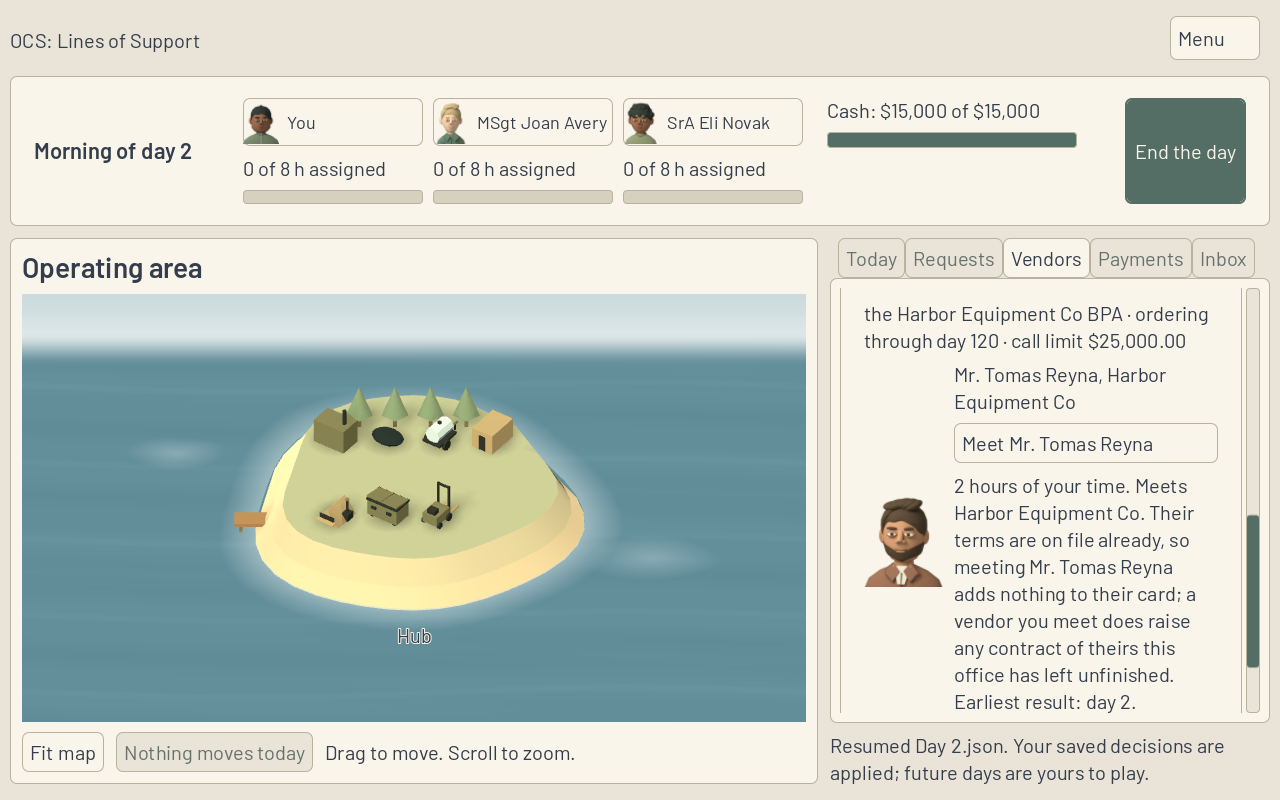 OCS: Lines of Support
Menu
Morning of day 2
You
0 of 8 h assigned
MSgt Joan Avery
0 of 8 h assigned
SrA Eli Novak
0 of 8 h assigned
Cash: $15,000 of $15,000
End the day
Operating area
Hub
Fit map
Nothing moves today
Drag to move. Scroll to zoom.
Today
Requests
Vendors
Payments
Inbox
the Harbor Equipment Co BPA · ordering
through day 120 · call limit $25,000.00
Mr. Tomas Reyna, Harbor
Equipment Co
Meet Mr. Tomas Reyna
2 hours of your time. Meets
Harbor Equipment Co. Their
terms are on file already, so
meeting Mr. Tomas Reyna
adds nothing to their card; a
vendor you meet does raise
any contract of theirs this
office has left unfinished.
Earliest result: day 2.
Resumed Day 2.json. Your saved decisions are
applied; future days are yours to play.